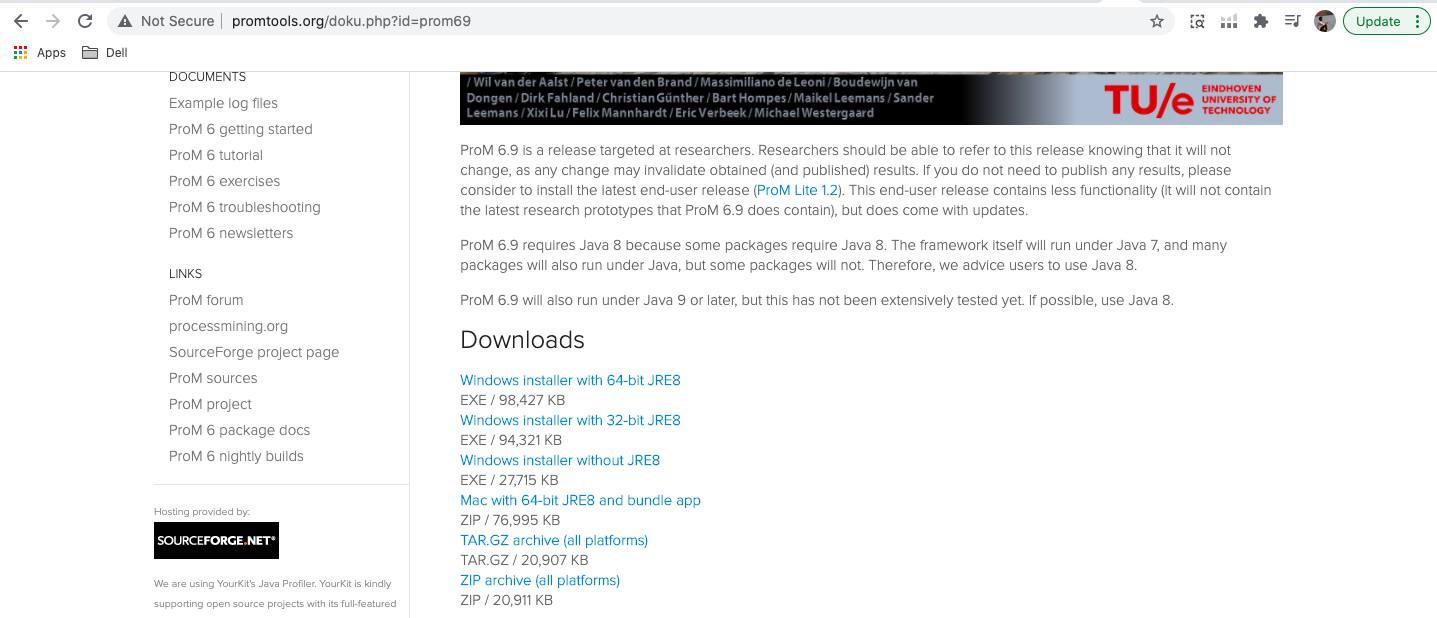 Not Secure promtools.org/doku.php?id=prom69
Update
Apps
Dell
DOCUMENTS
Example log files
ProM 6 getting started
ProM 6 tutorial
ProM 6 exercises
ProM 6 troubleshooting
ProM 6 newsletters
LINKS
ProM forum
processmining.org
SourceForge project page
ProM sources
ProM project
ProM 6 package docs
ProM 6 nightly builds
Hosting provided by:
SOURCEFORGE.NET®
We are using YourKit's Java Profiler. YourKit is kindly
supporting open source projects with its full-featured
/ Wil van der Aalst / Peter van den Brand / Massimiliano de Leoni / Boudewijn van
Dongen / Dirk Fahland / Christian Günther / Bart Hompes / Maikel Leemans / Sander
Leemans / Xixi Lu / Felix Mannhardt / Eric Verbeek / Michael Westergaard
TU/e
EINDHOVEN
UNIVERSITY OF
TECHNOLOGY
ProM 6.9 is a release targeted at researchers. Researchers should be able to refer to this release knowing that it will not
change, as any change may invalidate obtained (and published) results. If you do not need to publish any results, please
consider to install the latest end-user release (ProM Lite 1.2). This end-user release contains less functionality (it will not contain
the latest research prototypes that ProM 6.9 does contain), but does come with updates.
ProM 6.9 requires Java 8 because some packages require Java 8. The framework itself will run under Java 7, and many
packages will also run under Java, but some packages will not. Therefore, we advice users to use Java 8.
ProM 6.9 will also run under Java 9 or later, but this has not been extensively tested yet. If possible, use Java 8.
Downloads
Windows installer with 64-bit JRE8
EXE / 98,427 KB
Windows installer with 32-bit JRE8
EXE / 94,321 KB
Windows installer without JRE8
EXE / 27,715 KB
Mac with 64-bit JRE8 and bundle app
ZIP / 76,995 KB
TAR.GZ archive (all platforms)
TAR.GZ / 20,907 KB
ZIP archive (all platforms)
ZIP / 20,911 KB